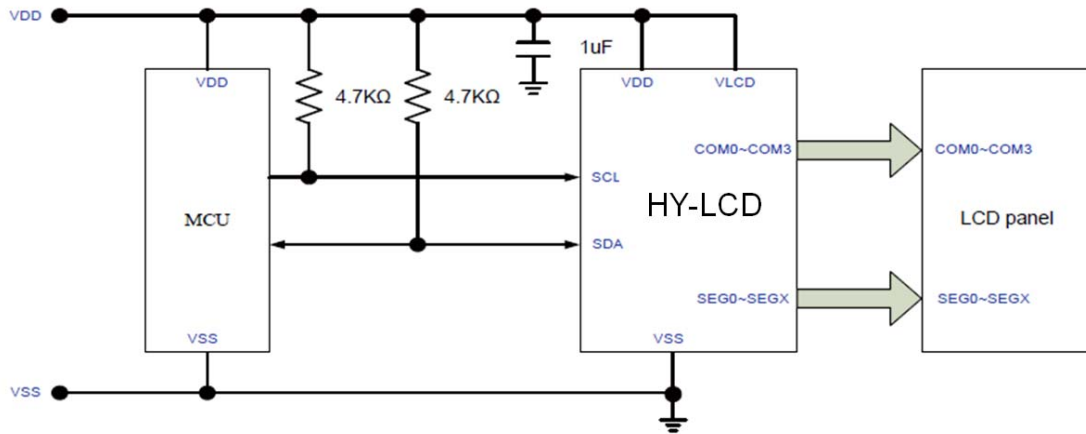 VDD
1uF
VDD
VDD
VLCD
4.7KΩ
4.7KΩ
COM0~COM3
COM0~COM3
SCL
HY-LCD
MCU
LCD panel
SDA
SEG0~SEGX
SEG0~SEGX
VSS
VSS
VSS